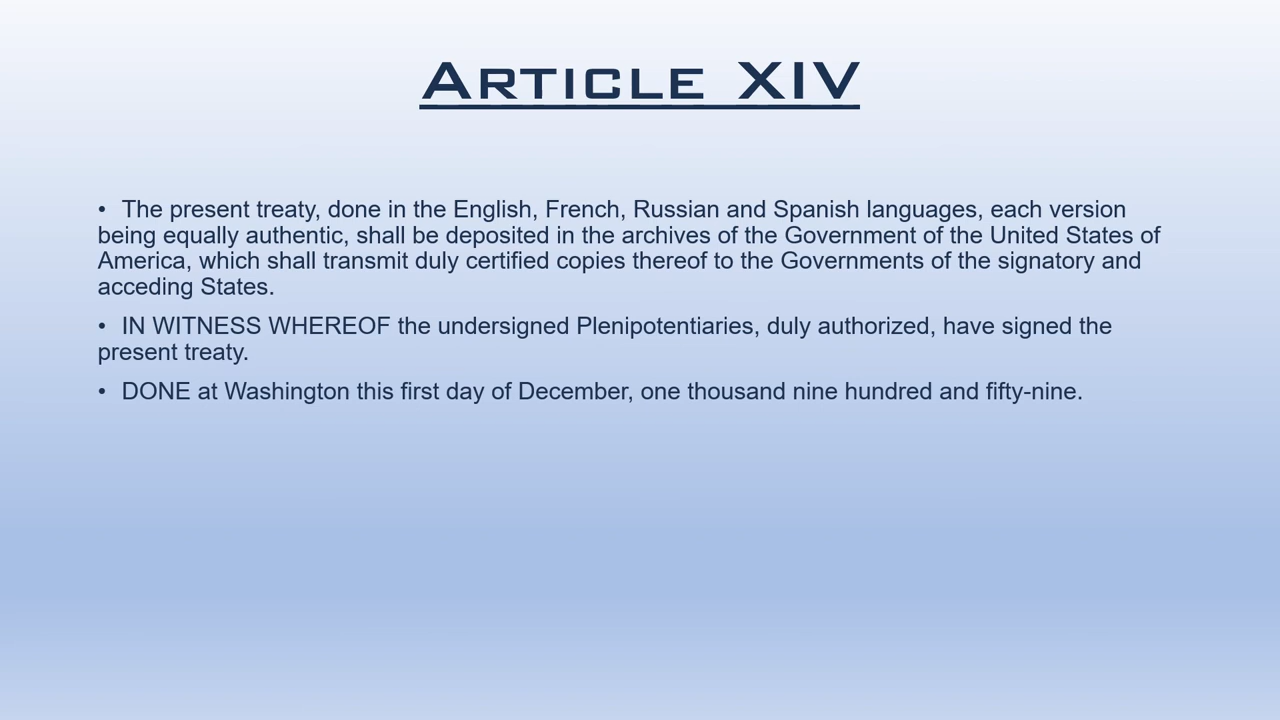 Article XIV
• The present treaty, done in the English, French, Russian and Spanish languages, each version
being equally authentic, shall be deposited in the archives of the Government of the United States of
America, which shall transmit duly certified copies thereof to the Governments of the signatory and
acceding States.
• IN WITNESS WHEREOF the undersigned Plenipotentiaries, duly authorized, have signed the
present treaty.
• DONE at Washington this first day of December, one thousand nine hundred and fifty-nine.